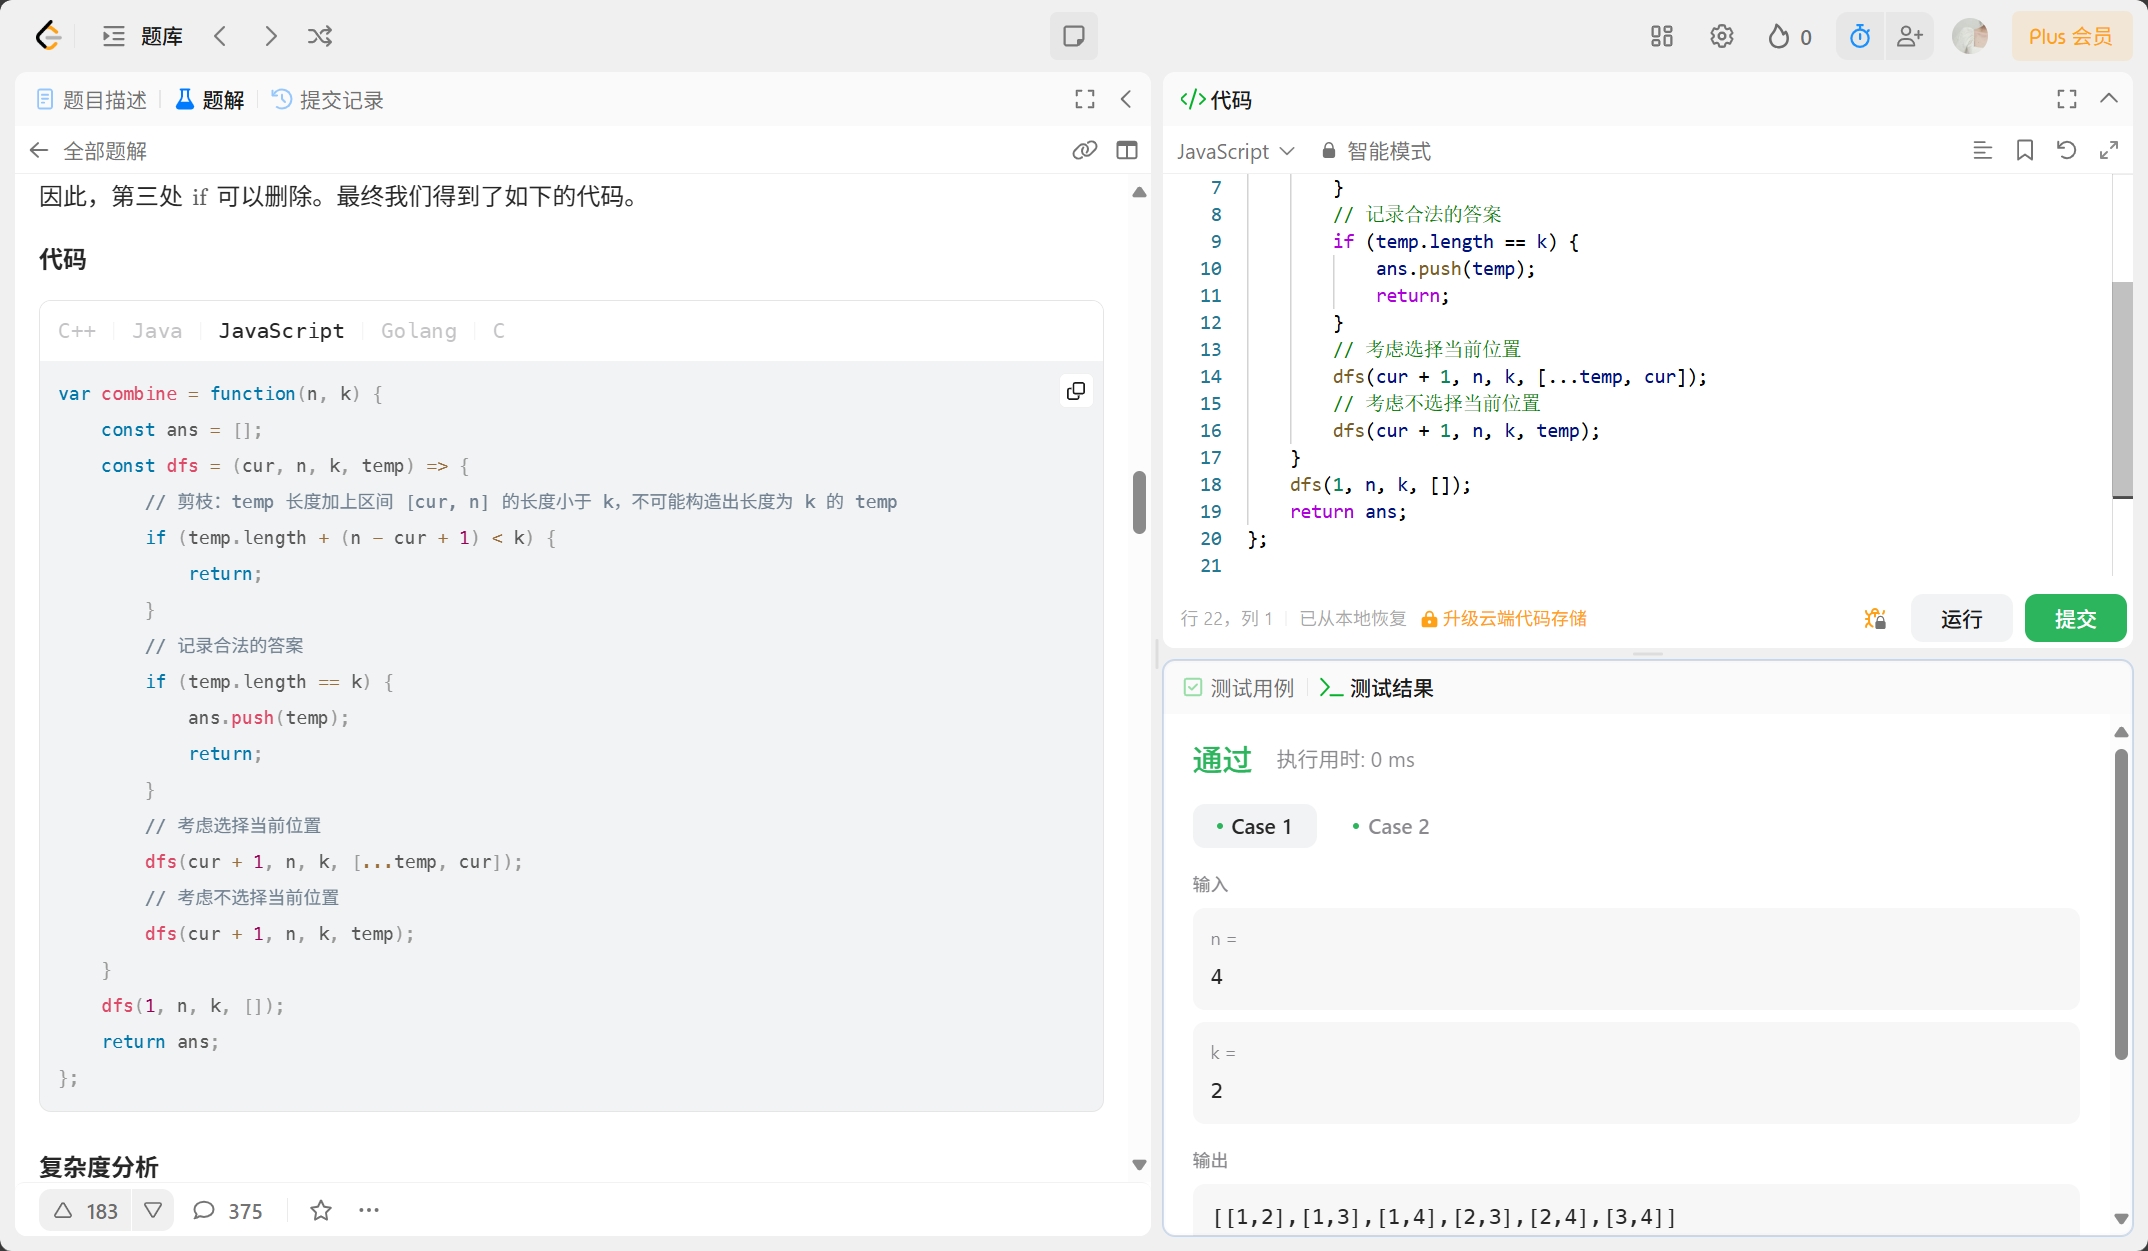 题库
0
Plus 会员
题目描述
题解
提交记录
全部题解
因此，第三处 if 可以删除。最终我们得到了如下的代码。
代码
C++ Java JavaScript Golang C
var combine = function(n, k) {
    const ans = [];
    const dfs = (cur, n, k, temp) => {
        // 剪枝：temp 长度加上区间 [cur, n] 的长度小于 k，不可能构造出长度为 k 的 temp
        if (temp.length + (n - cur + 1) < k) {
            return;
        }
        // 记录合法的答案
        if (temp.length == k) {
            ans.push(temp);
            return;
        }
        // 考虑选择当前位置
        dfs(cur + 1, n, k, [...temp, cur]);
        // 考虑不选择当前位置
        dfs(cur + 1, n, k, temp);
    }
    dfs(1, n, k, []);
    return ans;
};
复杂度分析
183
375
代码
JavaScript
智能模式
7         }
8         // 记录合法的答案
9         if (temp.length == k) {
10             ans.push(temp);
11             return;
12         }
13         // 考虑选择当前位置
14         dfs(cur + 1, n, k, [...temp, cur]);
15         // 考虑不选择当前位置
16         dfs(cur + 1, n, k, temp);
17     }
18     dfs(1, n, k, []);
19     return ans;
20 };
21
行 22，列 1 已从本地恢复 升级云端代码存储
运行
提交
测试用例
测试结果
通过 执行用时: 0 ms
• Case 1 • Case 2
输入
n =
4
k =
2
输出
[[1,2],[1,3],[1,4],[2,3],[2,4],[3,4]]